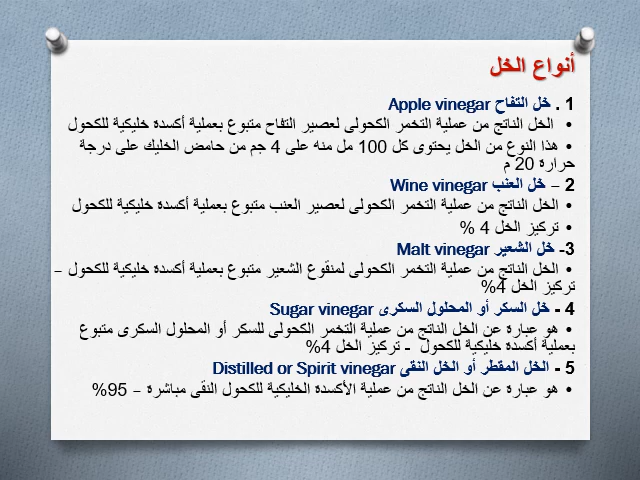 أنواع الخل
1 . خل التفاح Apple vinegar
• الخل الناتج من عملية التخمر الكحولى لعصير التفاح متبوع بعملية أكسدة خليكية للكحول
• هذا النوع من الخل يحتوى كل 100 مل منه على 4 جم من حامض الخليك على درجة
حرارة 20 م
2 – خل العنب Wine vinegar
• الخل الناتج من عملية التخمر الكحولى لعصير العنب متبوع بعملية أكسدة خليكية للكحول
• تركيز الخل 4 %
3- خل الشعير Malt vinegar
• الخل الناتج من عملية التخمر الكحولى لمنقوع الشعير متبوع بعملية أكسدة خليكية للكحول –
تركيز الخل 4%
4 - خل السكر أو المحلول السكرى Sugar vinegar
• هو عبارة عن الخل الناتج من عملية التخمر الكحولى للسكر أو المحلول السكرى متبوع
بعملية أكسدة خليكية للكحول - تركيز الخل 4%
5 - الخل المقطر أو الخل النقى Distilled or Spirit vinegar
• هو عبارة عن الخل الناتج من عملية الأكسدة الخليكية للكحول النقى مباشرة – 95%